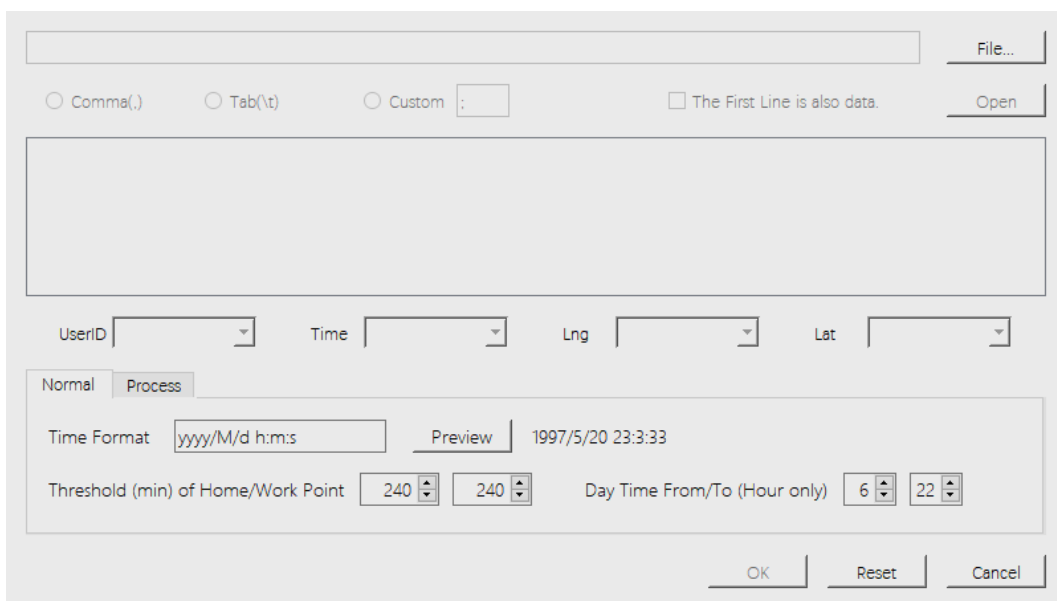 File...
Comma(,) Tab(\t) Custom ; The First Line is also data. Open
UserID Time Lng Lat
Normal Process
Time Format yyyy/M/d h:m:s Preview 1997/5/20 23:3:33
Threshold (min) of Home/Work Point 240 240 Day Time From/To (Hour only) 6 22
OK Reset Cancel